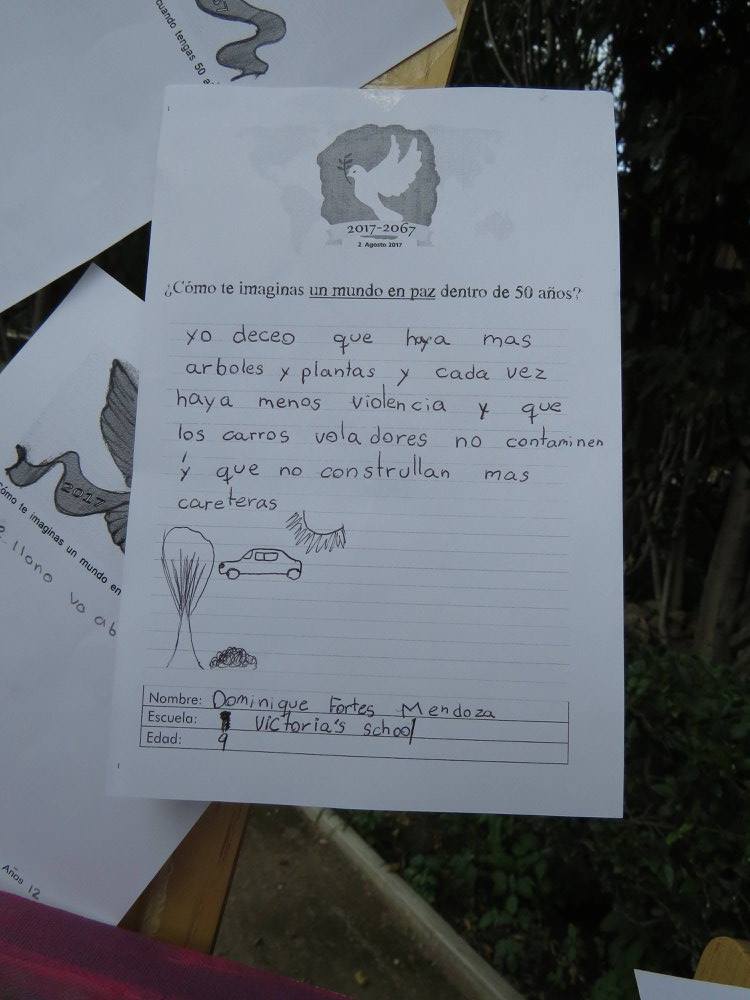 cuando tengas 50 a
2017-2067
2 Agosto 2017
¿Cómo te imaginas un mundo en paz dentro de 50 años?
yo deceo que haya mas
arboles y plantas y cada vez
haya menos violencia y que
los carros voladores no contaminen
y que no construllan mas
careteras
Nombre: Dominique Fortes Mendoza
Escuela: Victoria's school
Edad: 9
2017
Cómo te imaginas un mundo en
Años 12